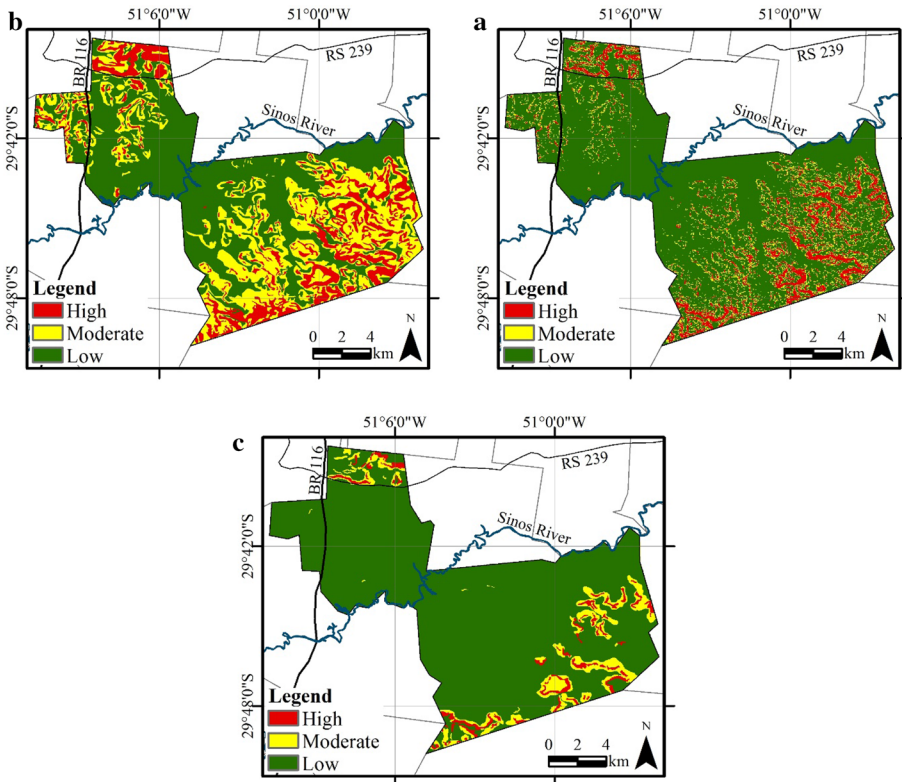 b
51°6'0"W
51°0'0"W
BR 116
RS 239
Sinos River
29°42'0"S
29°48'0"S
Legend
High
Moderate
Low
N
0 2 4
km
a
51°6'0"W
51°0'0"W
BR 116
RS 239
Sinos River
29°42'0"S
29°48'0"S
Legend
High
Moderate
Low
N
0 2 4
km
c
51°6'0"W
51°0'0"W
BR 116
RS 239
Sinos River
29°42'0"S
29°48'0"S
Legend
High
Moderate
Low
N
0 2 4
km